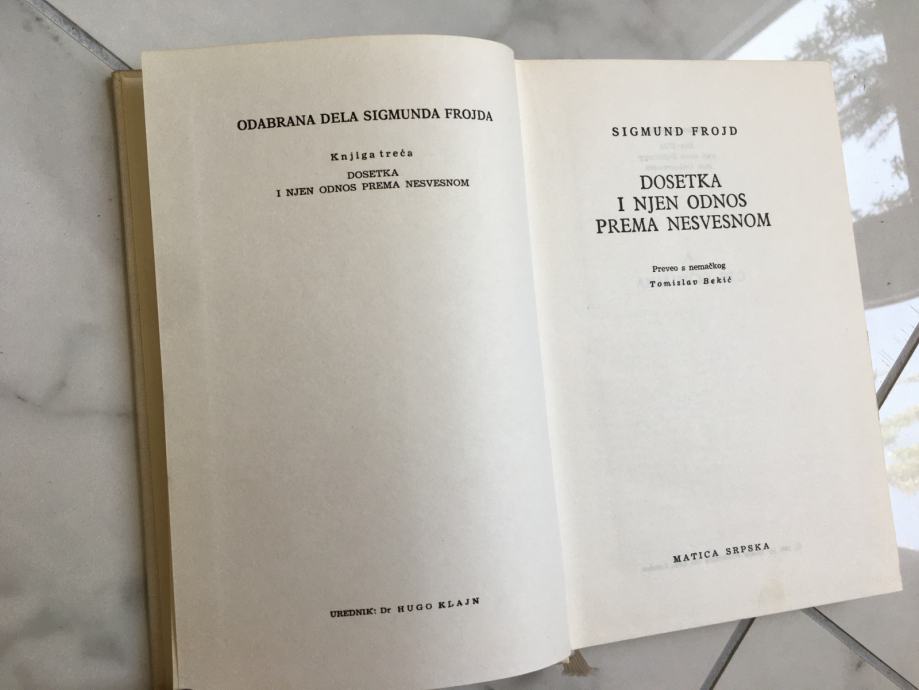 ODABRANA DELA SIGMUNDA FROJDA
Knjiga treća
DOSETKA
I NJEN ODNOS PREMA NESVESNOM
UREDNIK: Dr HUGO KLAJN
SIGMUND FROJD
DOSETKA
I NJEN ODNOS
PREMA NESVESNOM
Preveo s nemačkog
Tomislav Bekić
MATICA SRPSKA